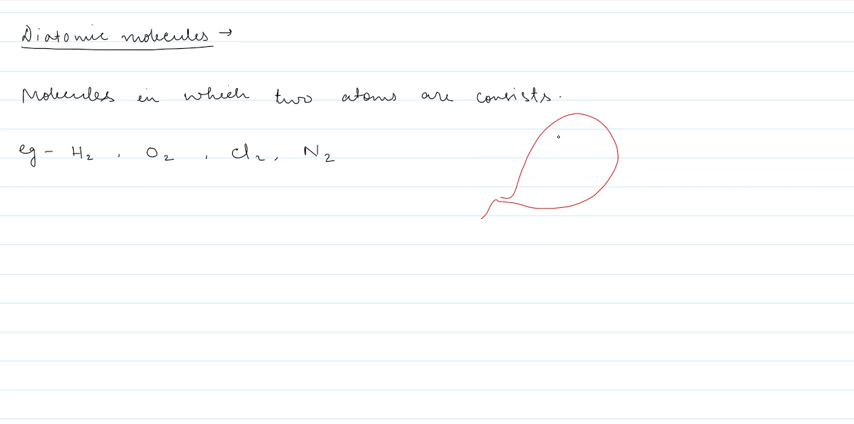 Diatomic molecules →
Molecules in which two atoms are consists.
eg - H₂ , O₂ , Cl₂ , N₂